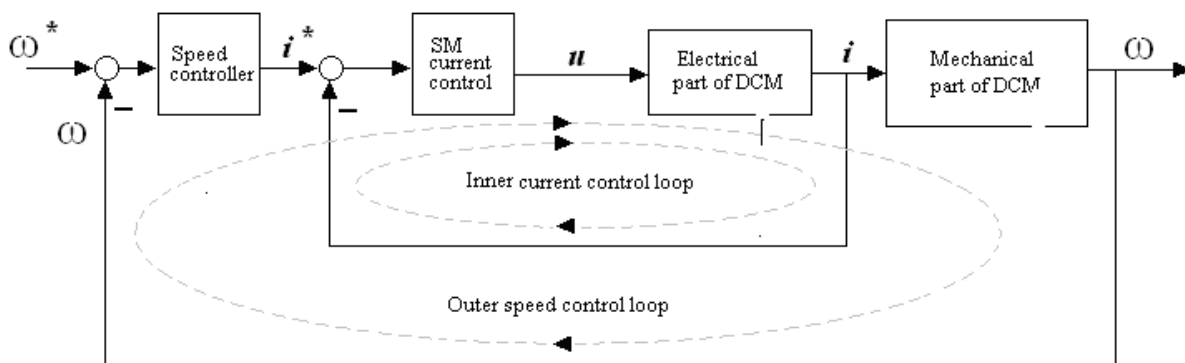 ω*
Speed
controller
i*
SM
current
control
u
Electrical
part of DCM
i
Mechanical
part of DCM
ω
−
ω
−
Inner current control loop
Outer speed control loop